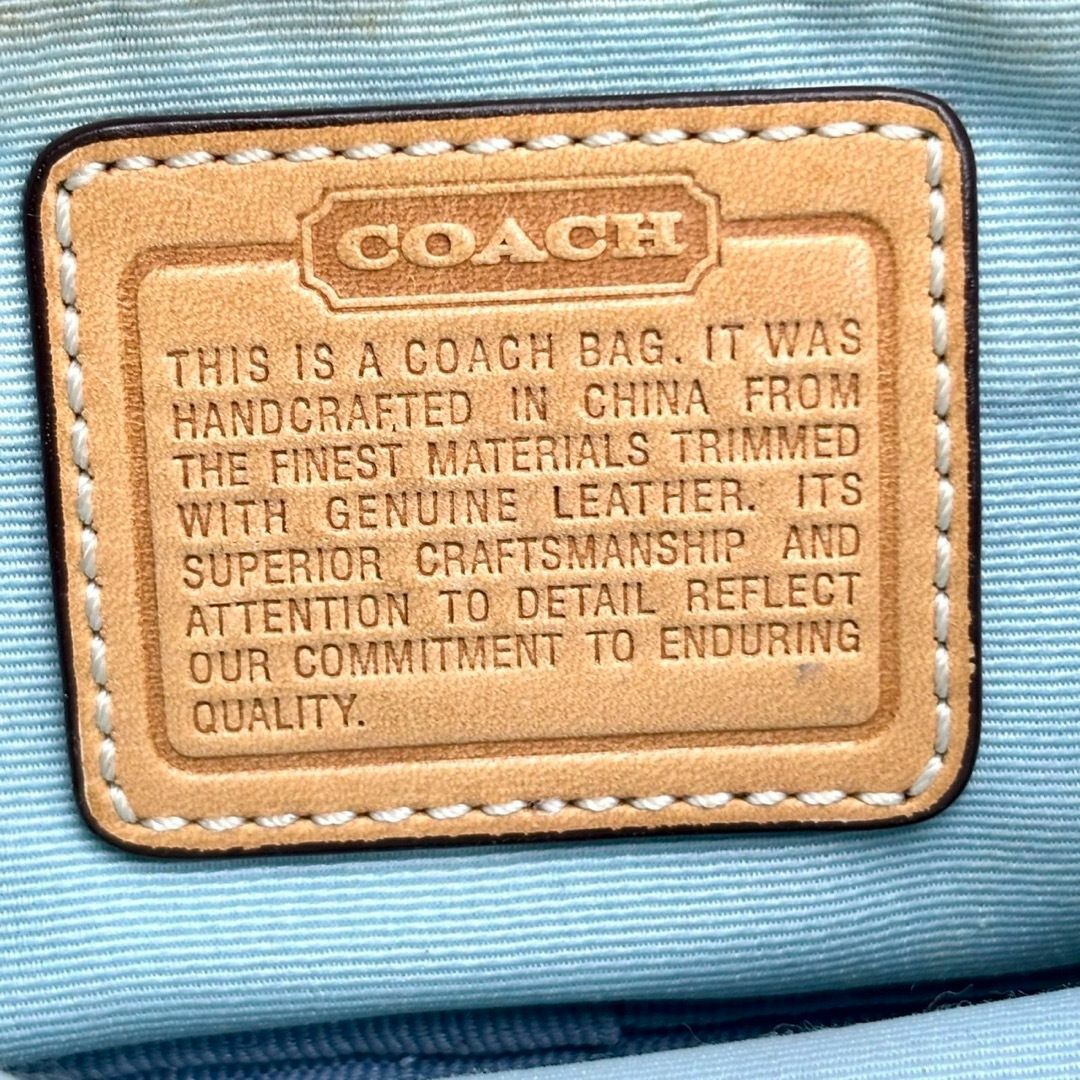 COACH
THIS IS A COACH BAG. IT WAS
HANDCRAFTED IN CHINA FROM
THE FINEST MATERIALS TRIMMED
WITH GENUINE LEATHER. ITS
SUPERIOR CRAFTSMANSHIP AND
ATTENTION TO DETAIL REFLECT
OUR COMMITMENT TO ENDURING
QUALITY.